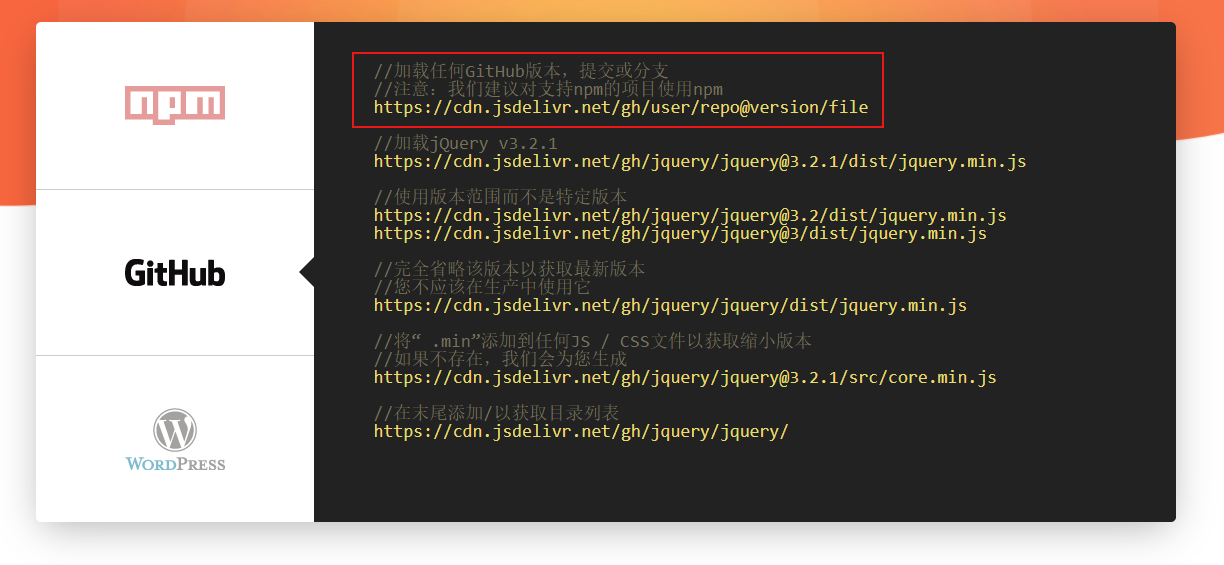 npm
GitHub
WORDPRESS
//加载任何GitHub版本，提交或分支
//注意：我们建议对支持npm的项目使用npm
https://cdn.jsdelivr.net/gh/user/repo@version/file
//加载jQuery v3.2.1
https://cdn.jsdelivr.net/gh/jquery/jquery@3.2.1/dist/jquery.min.js
//使用版本范围而不是特定版本
https://cdn.jsdelivr.net/gh/jquery/jquery@3.2/dist/jquery.min.js
https://cdn.jsdelivr.net/gh/jquery/jquery@3/dist/jquery.min.js
//完全省略该版本以获取最新版本
//您不应该在生产中使用它
https://cdn.jsdelivr.net/gh/jquery/jquery/dist/jquery.min.js
//将“ .min”添加到任何JS / CSS文件以获取缩小版本
//如果不存在，我们会为您生成
https://cdn.jsdelivr.net/gh/jquery/jquery@3.2.1/src/core.min.js
//在末尾添加/以获取目录列表
https://cdn.jsdelivr.net/gh/jquery/jquery/